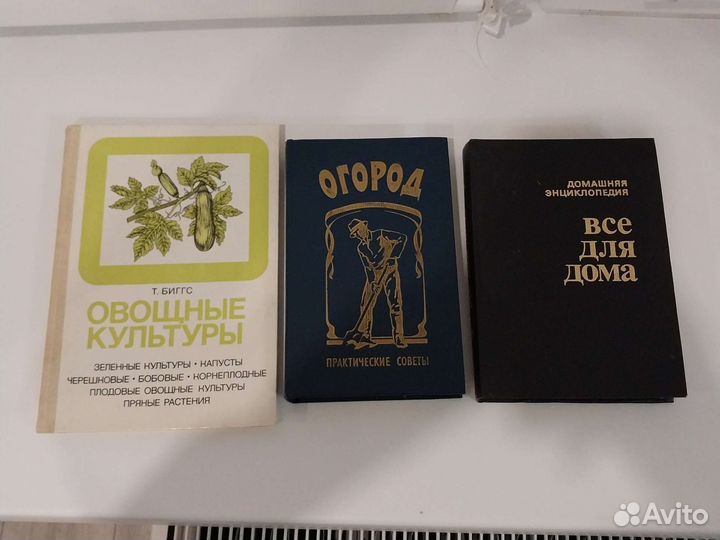 Т. БИГГС
ОВОЩНЫЕ
КУЛЬТУРЫ
ЗЕЛЕННЫЕ КУЛЬТУРЫ • КАПУСТЫ
ЧЕРЕШКОВЫЕ • БОБОВЫЕ • КОРНЕПЛОДНЫЕ
ПЛОДОВЫЕ ОВОЩНЫЕ КУЛЬТУРЫ
ПРЯНЫЕ РАСТЕНИЯ
ОГОРОД
ПРАКТИЧЕСКИЕ СОВЕТЫ
ДОМАШНЯЯ
ЭНЦИКЛОПЕДИЯ
все
для
дома
Avito